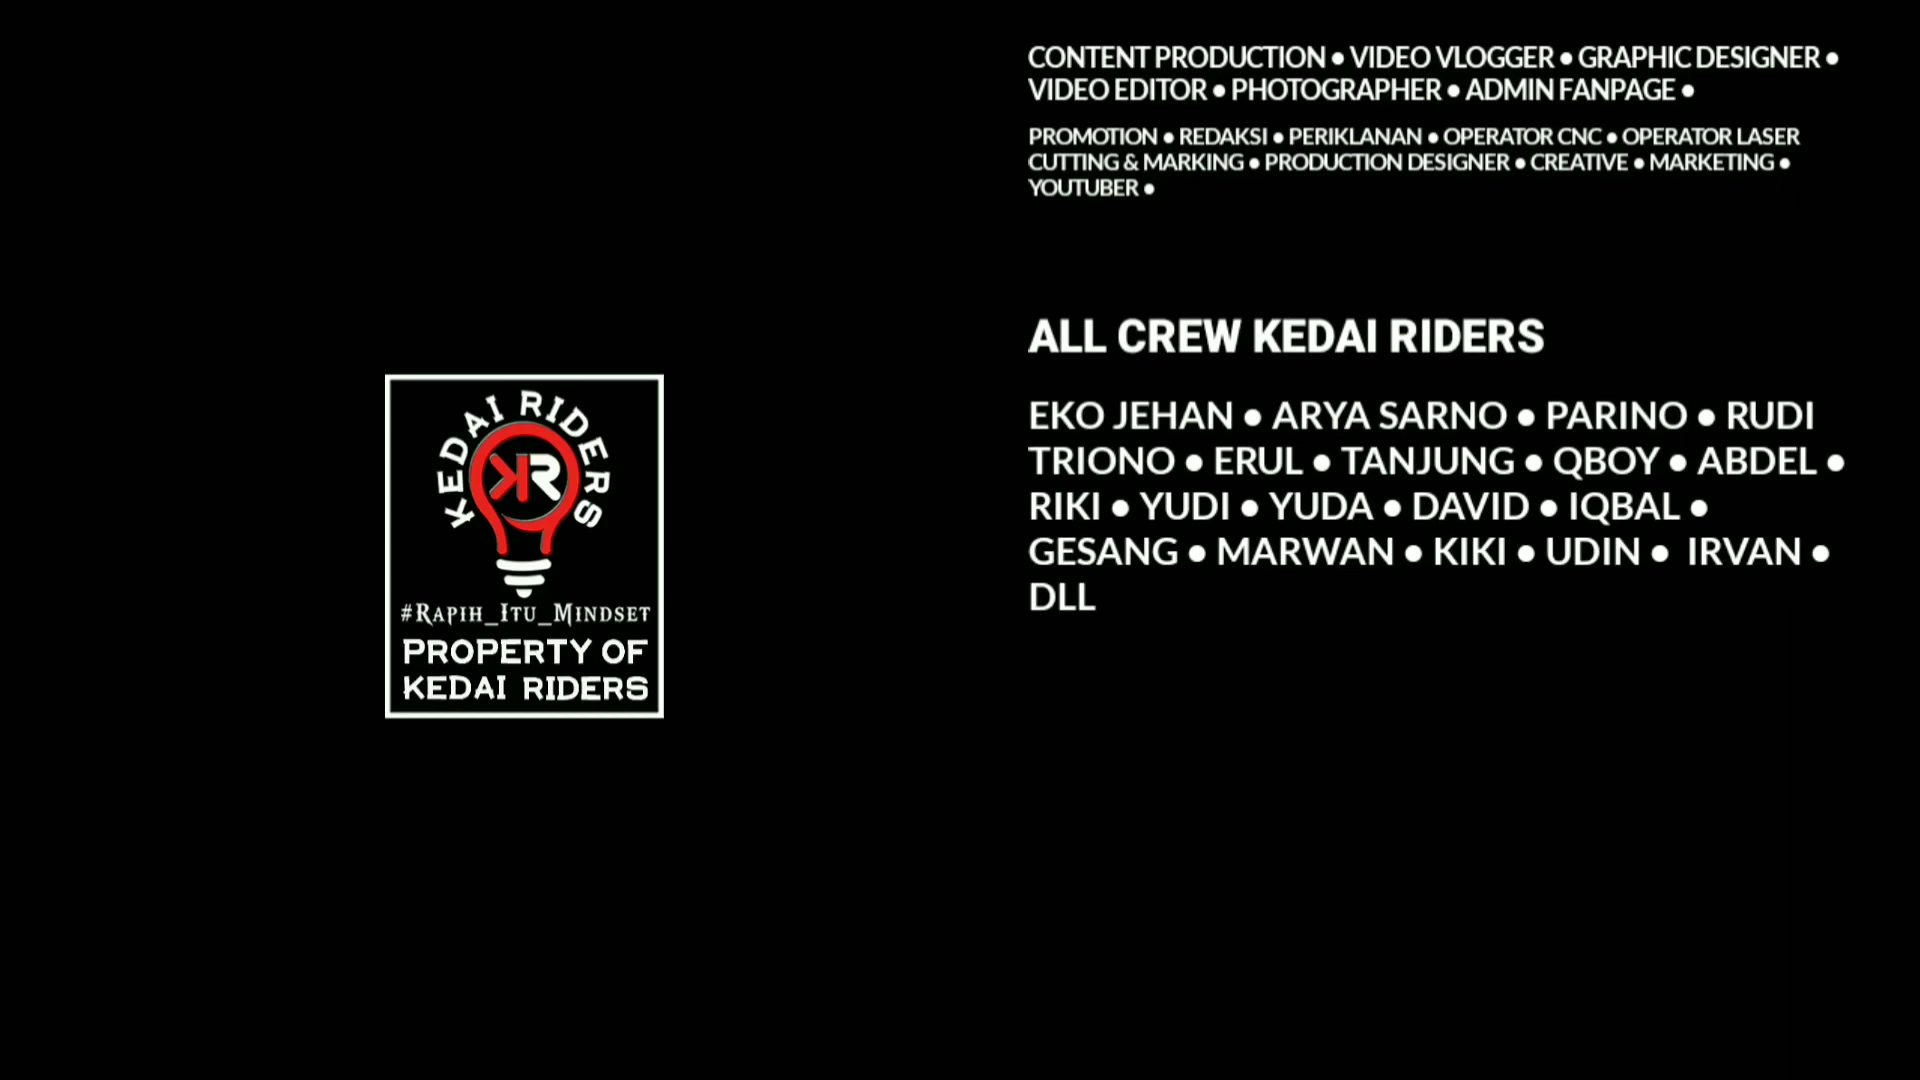 KEDAI RIDERS
KR
#RAPIH_ITU_MINDSET
PROPERTY OF
KEDAI RIDERS
CONTENT PRODUCTION ● VIDEO VLOGGER ● GRAPHIC DESIGNER ●
VIDEO EDITOR ● PHOTOGRAPHER ● ADMIN FANPAGE ●
PROMOTION ● REDAKSI ● PERIKLANAN ● OPERATOR CNC ● OPERATOR LASER
CUTTING & MARKING ● PRODUCTION DESIGNER ● CREATIVE ● MARKETING ●
YOUTUBER ●
ALL CREW KEDAI RIDERS
EKO JEHAN ● ARYA SARNO ● PARINO ● RUDI
TRIONO ● ERUL ● TANJUNG ● QBOY ● ABDEL ●
RIKI ● YUDI ● YUDA ● DAVID ● IQBAL ●
GESANG ● MARWAN ● KIKI ● UDIN ● IRVAN ●
DLL